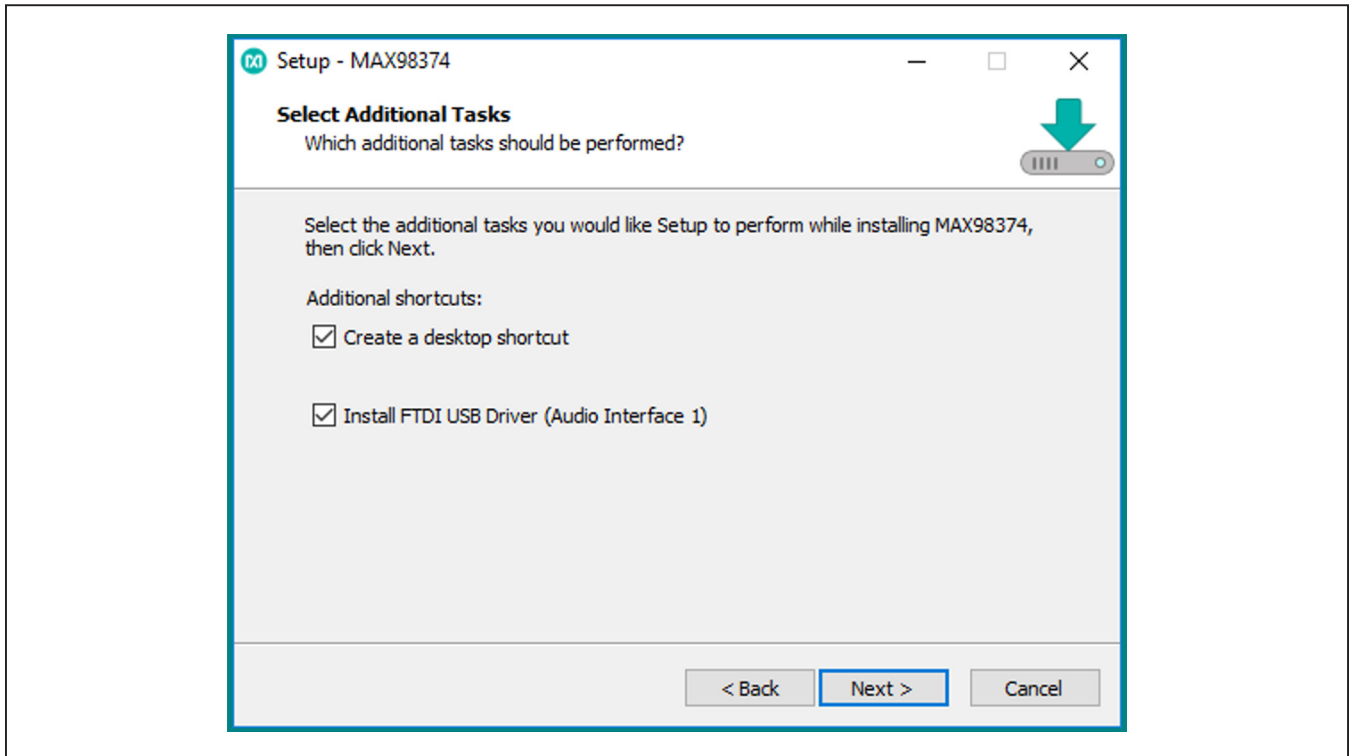 Setup - MAX98374
Select Additional Tasks
Which additional tasks should be performed?
Select the additional tasks you would like Setup to perform while installing MAX98374,
then click Next.
Additional shortcuts:
Create a desktop shortcut
Install FTDI USB Driver (Audio Interface 1)
< Back
Next >
Cancel